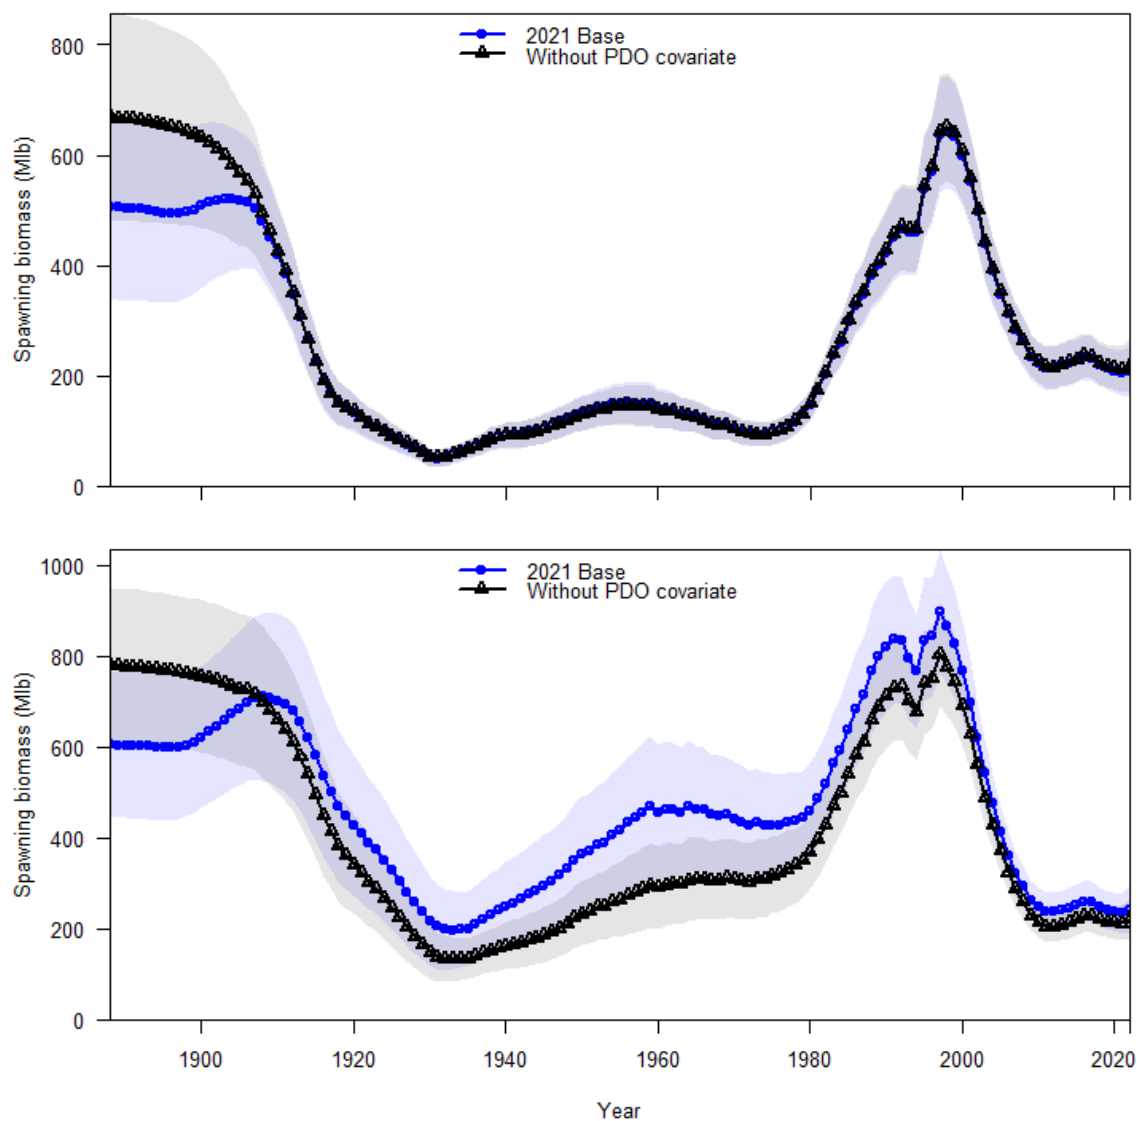 2021 Base
Without PDO covariate
Spawning biomass (Mlb)
800
600
400
200
0
2021 Base
Without PDO covariate
Spawning biomass (Mlb)
1000
800
600
400
200
0
1900 1920 1940 1960 1980 2000 2020
Year